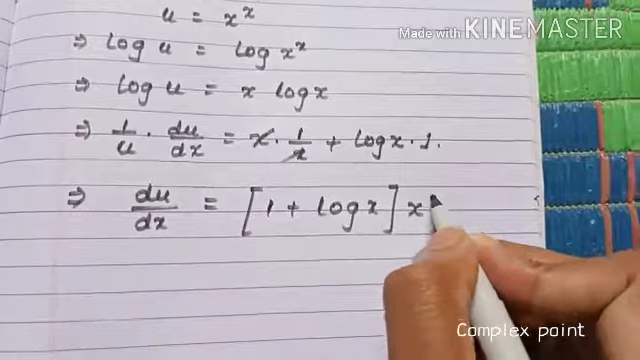 Made with KINEMASTER
u = x^x
⇒ log u = log x^x
⇒ log u = x log x
⇒ 1/u · du/dx = x · 1/x + log x · 1.
⇒ du/dx = [1 + log x] x
Complex point